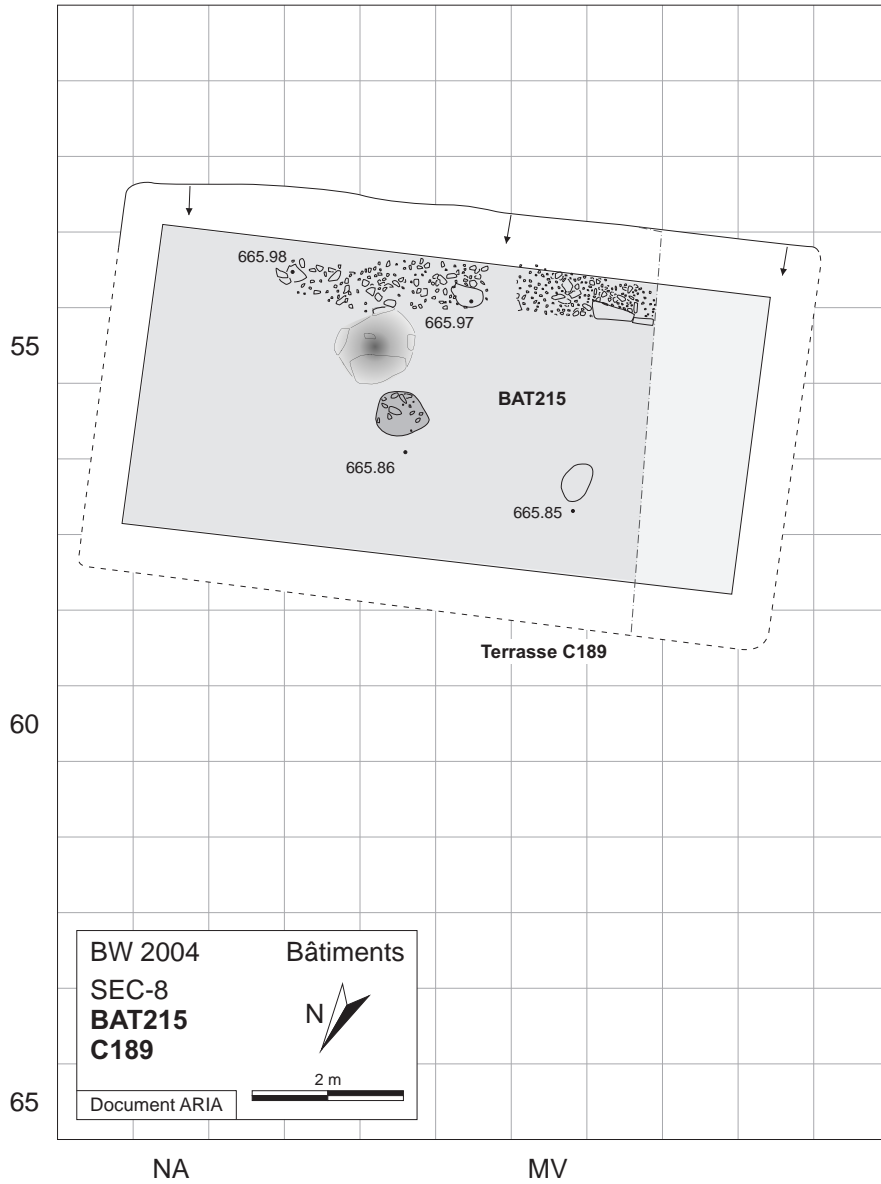 665.98
665.97
55
BAT215
665.86
665.85
Terrasse C189
60
BW 2004 Bâtiments
SEC-8
BAT215
C189
N
2 m
Document ARIA
65
NA MV